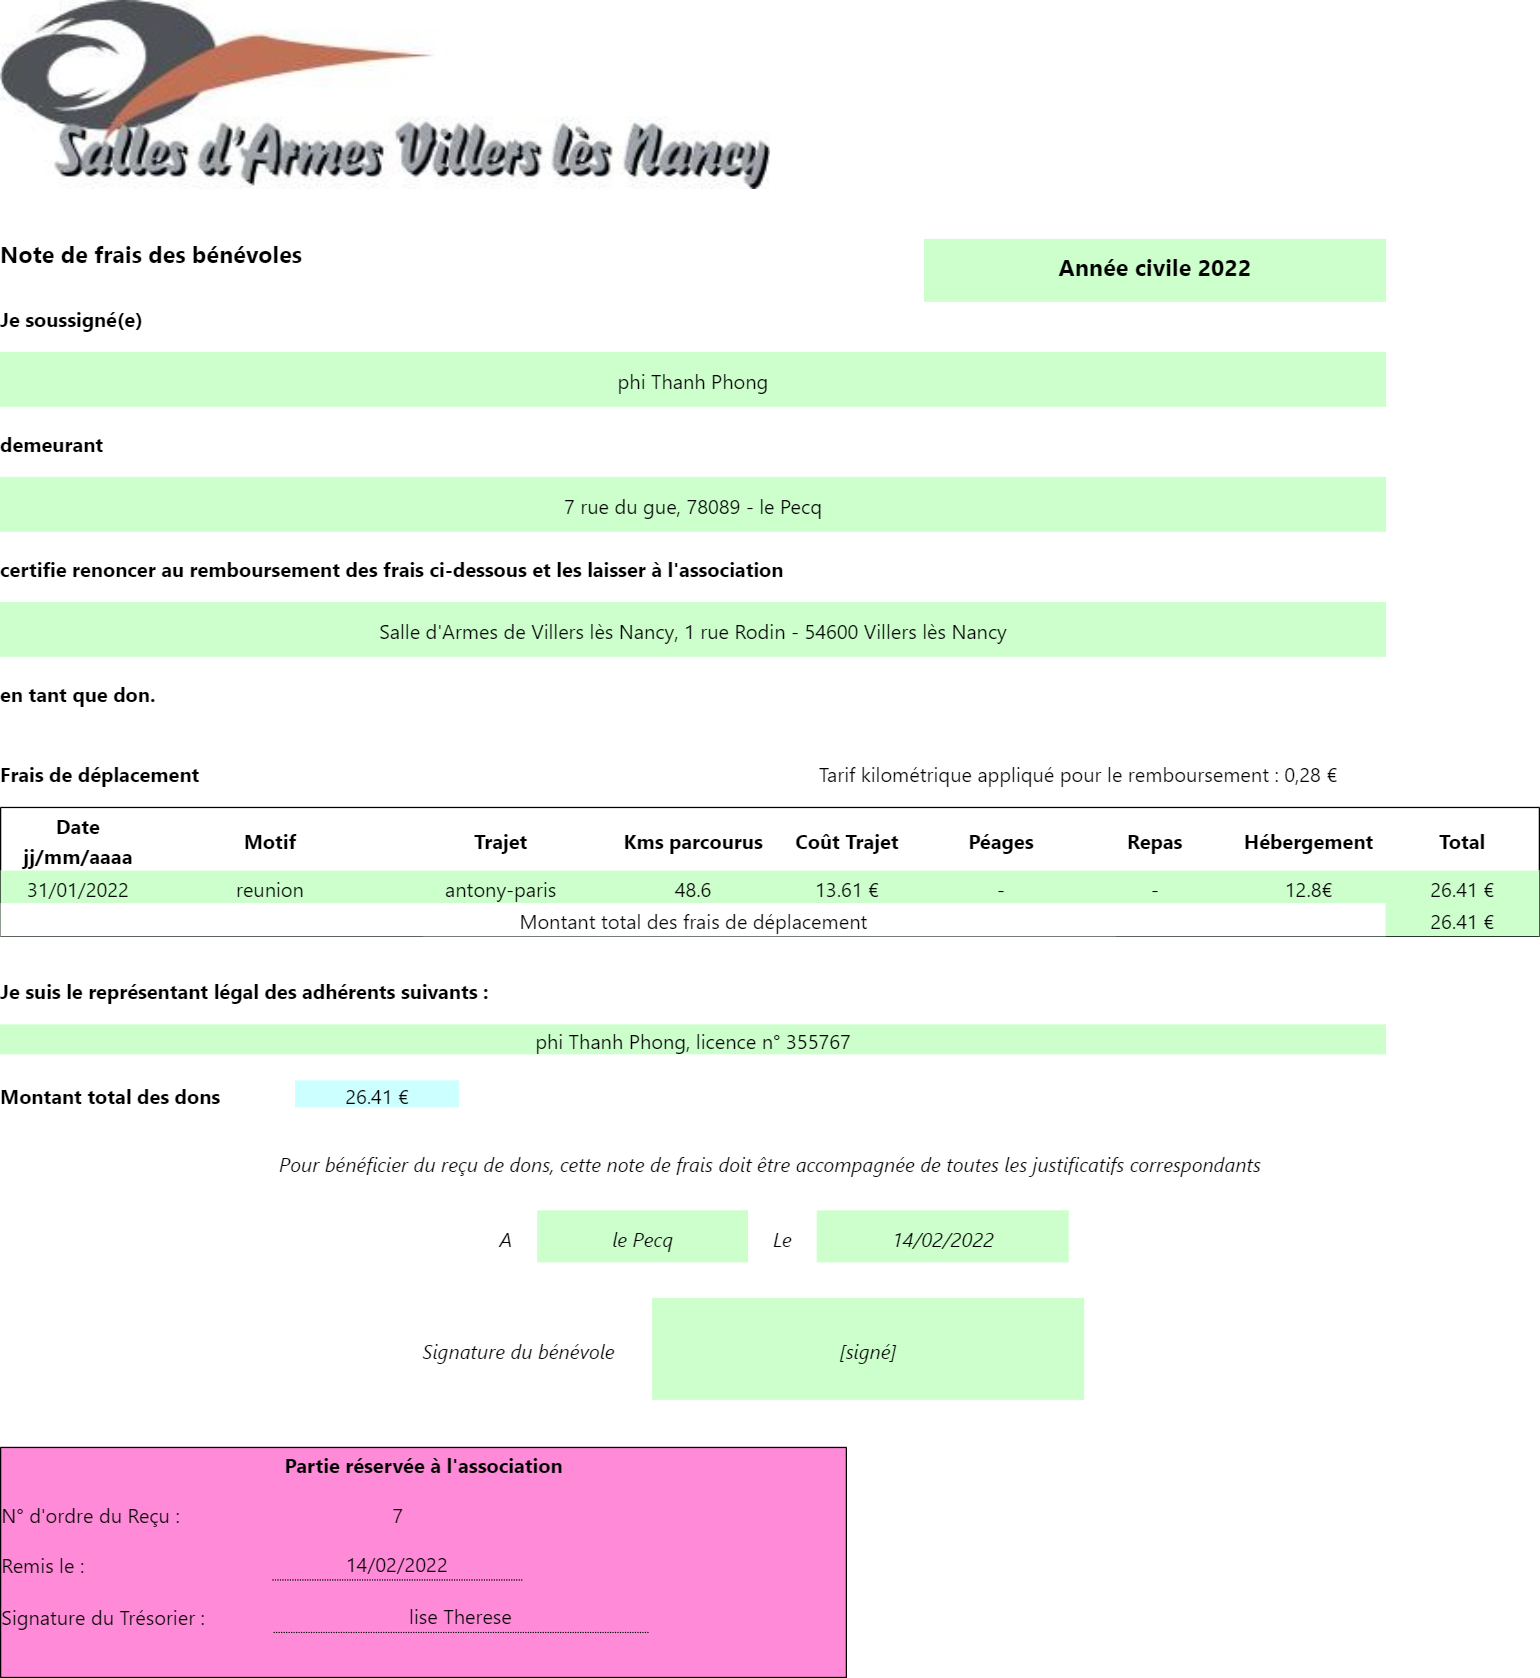 Salles d'Armes Villers lès Nancy
Note de frais des bénévoles
Année civile 2022
Je soussigné(e)
phi Thanh Phong
demeurant
7 rue du gue, 78089 - le Pecq
certifie renoncer au remboursement des frais ci-dessous et les laisser à l'association
Salle d'Armes de Villers lès Nancy, 1 rue Rodin - 54600 Villers lès Nancy
en tant que don.
Frais de déplacement
Tarif kilométrique appliqué pour le remboursement : 0,28 €
Date jj/mm/aaaa Motif Trajet Kms parcourus Coût Trajet Péages Repas Hébergement Total
31/01/2022 reunion antony-paris 48.6 13.61 € - - 12.8€ 26.41 €
Montant total des frais de déplacement 26.41 €
Je suis le représentant légal des adhérents suivants :
phi Thanh Phong, licence n° 355767
Montant total des dons 26.41 €
Pour bénéficier du reçu de dons, cette note de frais doit être accompagnée de toutes les justificatifs correspondants
A le Pecq Le 14/02/2022
Signature du bénévole [signé]
Partie réservée à l'association
N° d'ordre du Reçu : 7
Remis le : 14/02/2022
Signature du Trésorier : lise Therese